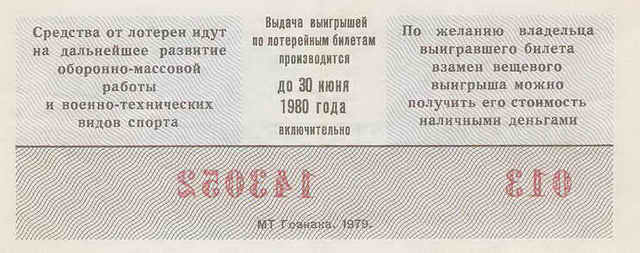 Средства от лотереи идут
на дальнейшее развитие
оборонно-массовой
работы
и военно-технических
видов спорта
Выдача выигрышей
по лотерейным билетам
производится
до 30 июня
1980 года
включительно
По желанию владельца
выигравшего билета
взамен вещевого
выигрыша можно
получить его стоимость
наличными деньгами
143052 013
МТ Гознака. 1979.